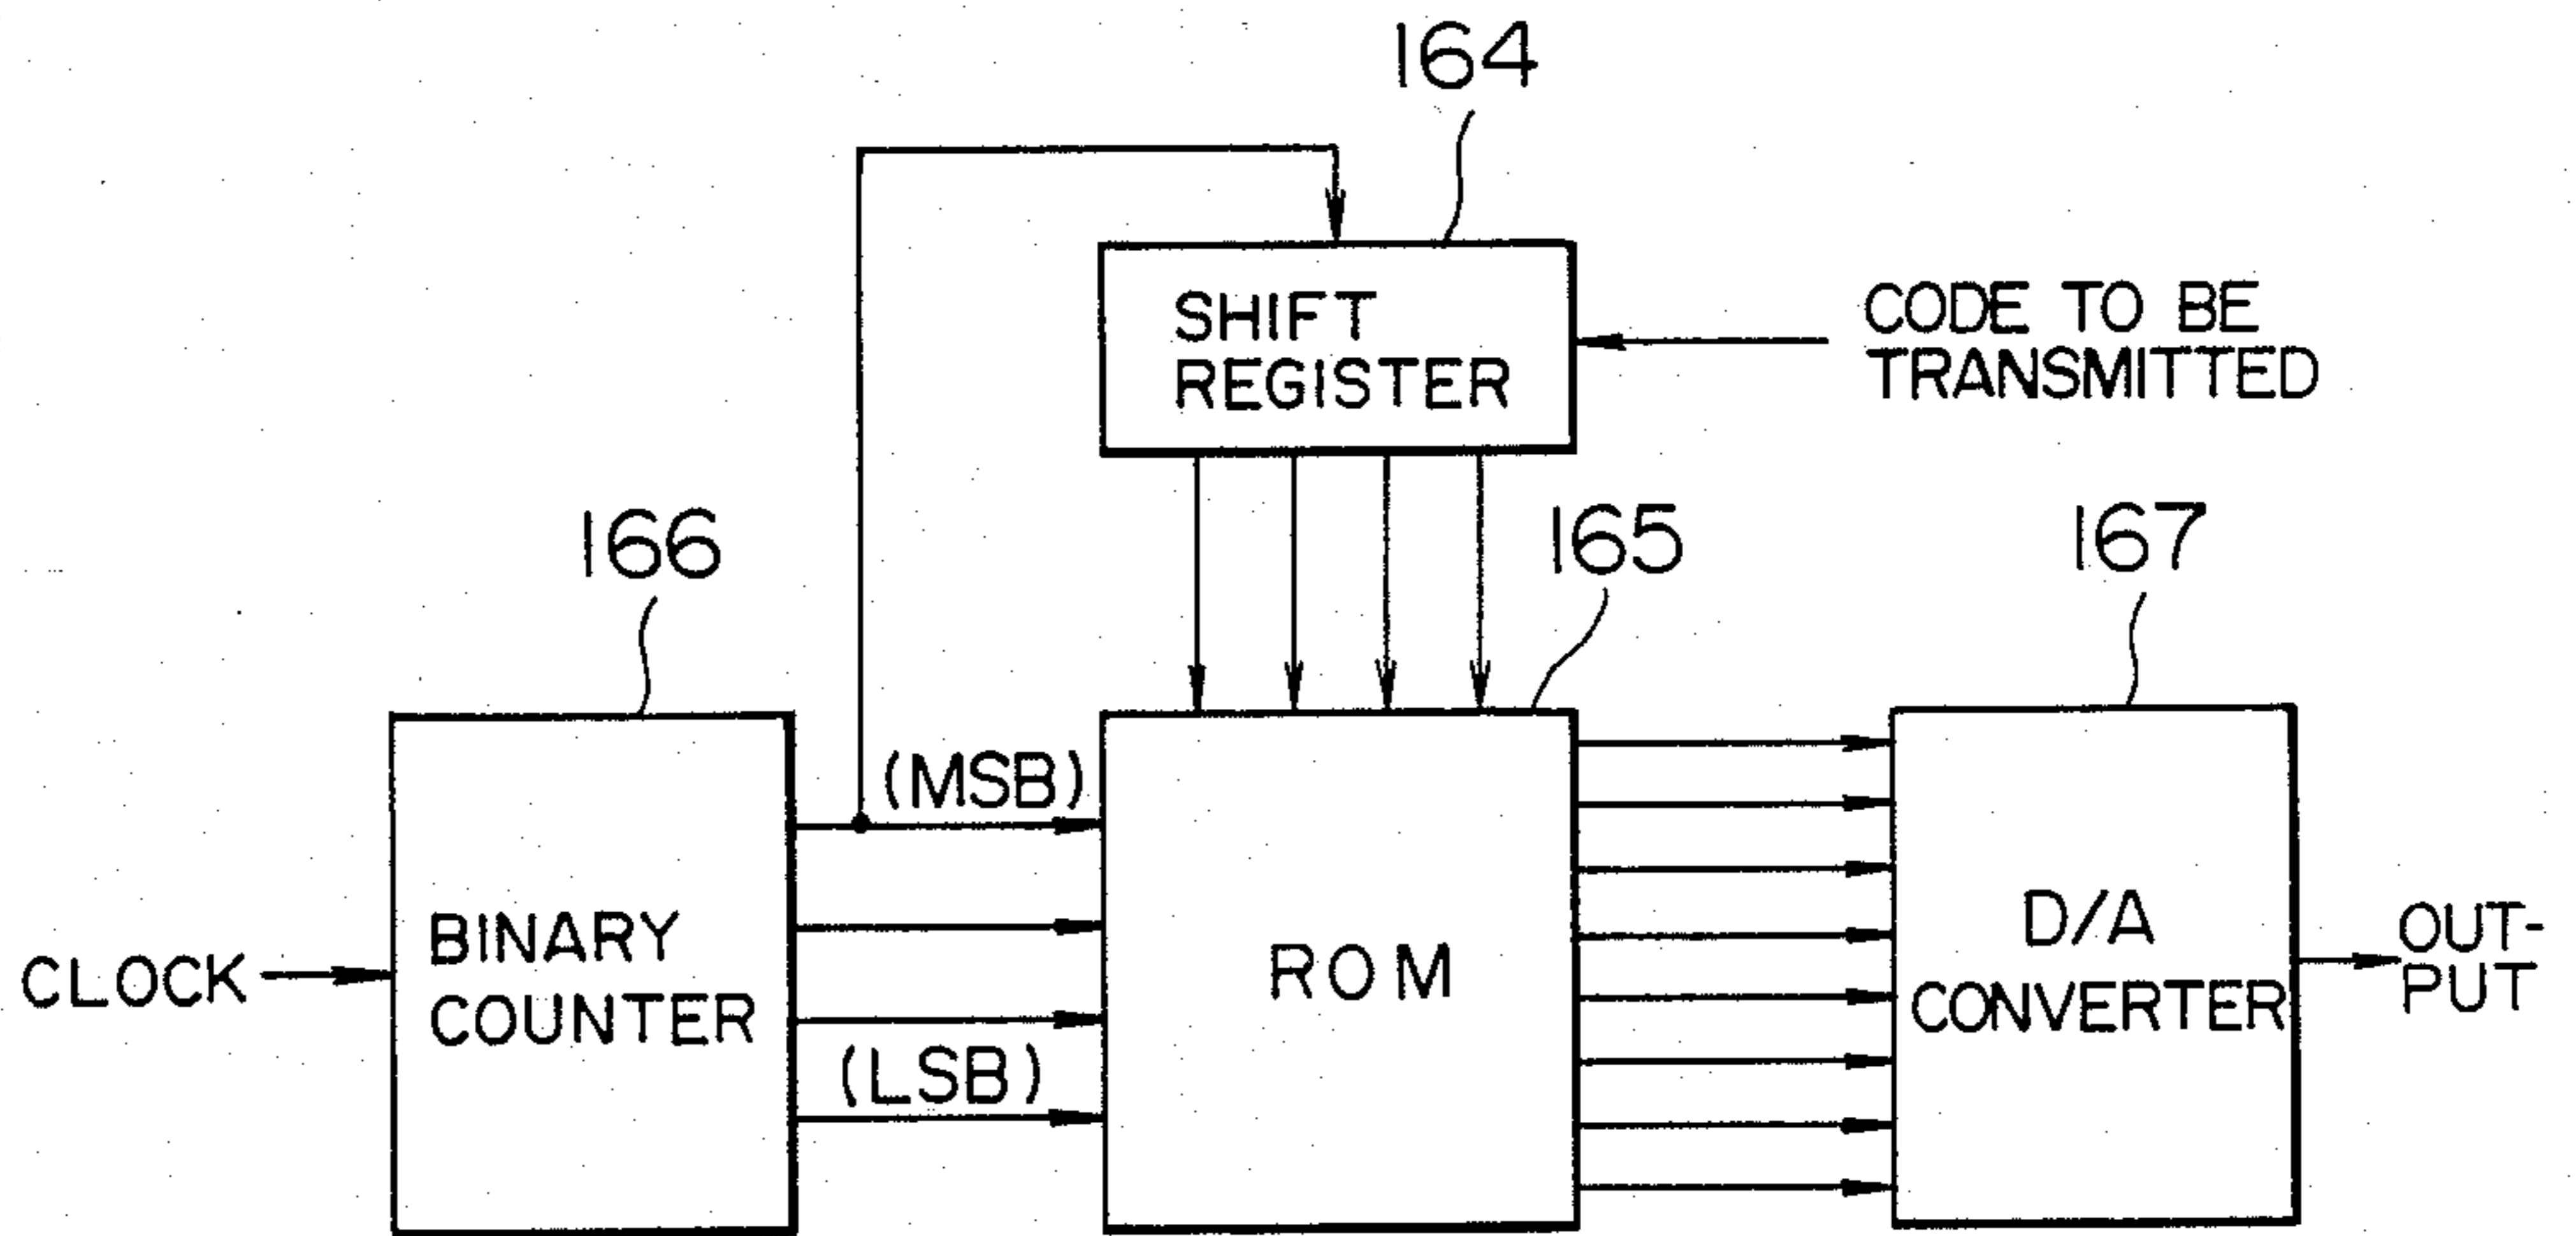 164
SHIFT
REGISTER
CODE TO BE
TRANSMITTED
166
165
167
(MSB)
CLOCK
BINARY
COUNTER
(LSB)
ROM
D/A
CONVERTER
OUT-
PUT